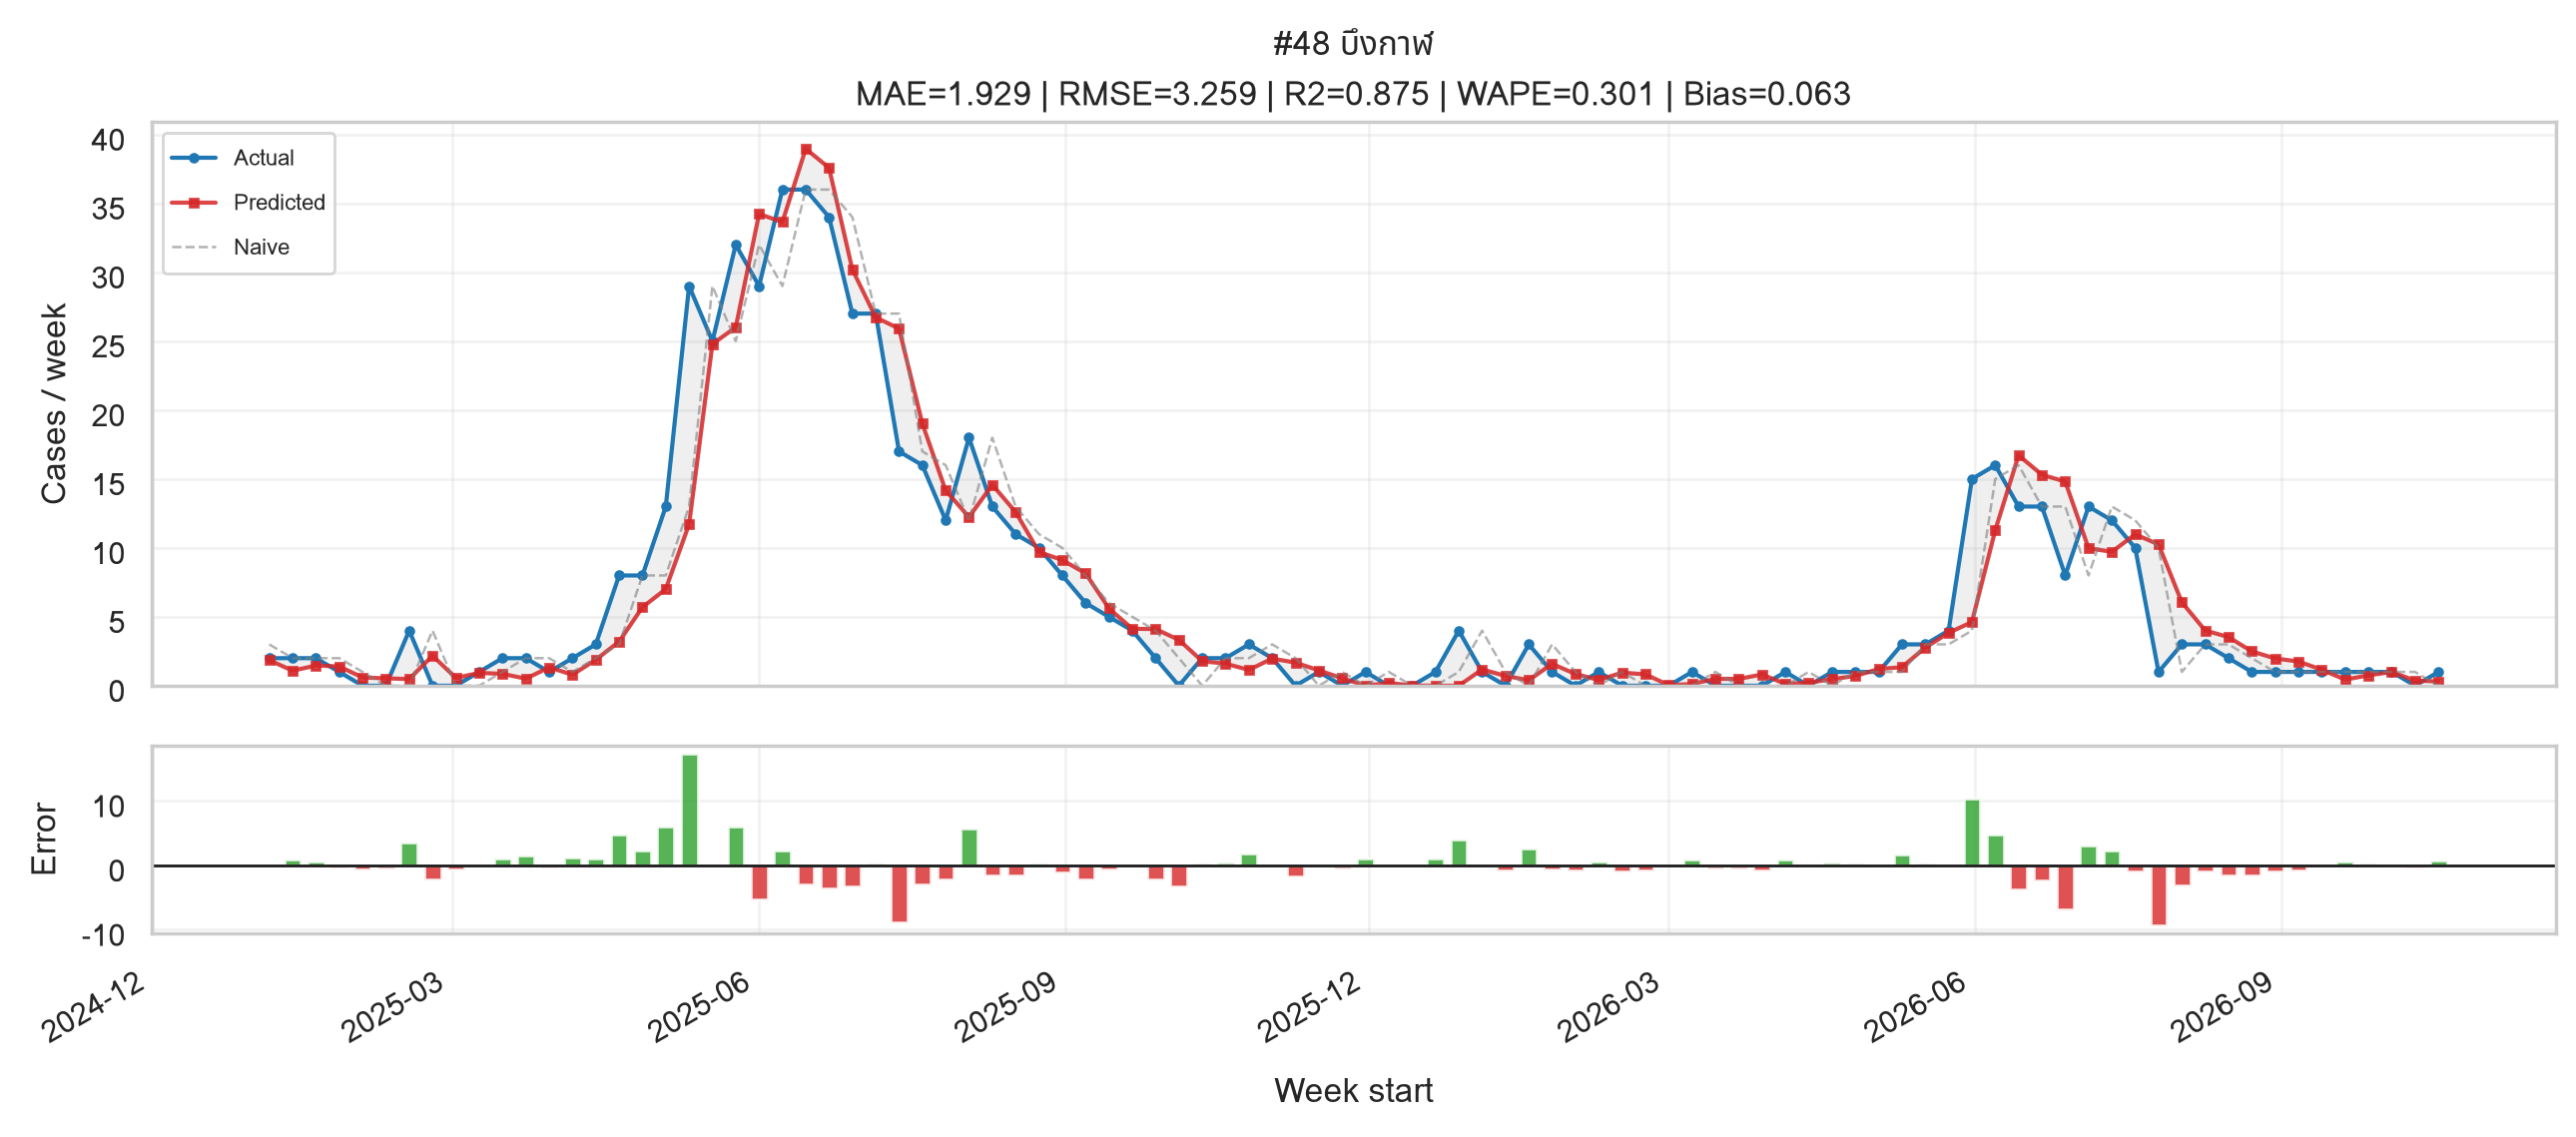 #48 บึงกาฬ
MAE=1.929 | RMSE=3.259 | R2=0.875 | WAPE=0.301 | Bias=0.063
Actual
Predicted
Naive
Cases / week
40
35
30
25
20
15
10
5
0
Error
10
0
-10
2024-12
2025-03
2025-06
2025-09
2025-12
2026-03
2026-06
2026-09
Week start